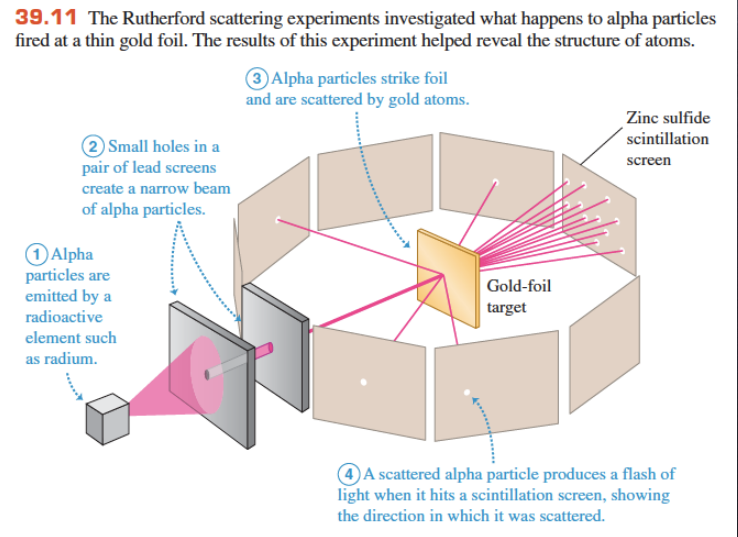 39.11 The Rutherford scattering experiments investigated what happens to alpha particles
fired at a thin gold foil. The results of this experiment helped reveal the structure of atoms.
3 Alpha particles strike foil
and are scattered by gold atoms.
Zinc sulfide
scintillation
screen
2 Small holes in a
pair of lead screens
create a narrow beam
of alpha particles.
1 Alpha
particles are
emitted by a
radioactive
element such
as radium.
Gold-foil
target
4 A scattered alpha particle produces a flash of
light when it hits a scintillation screen, showing
the direction in which it was scattered.